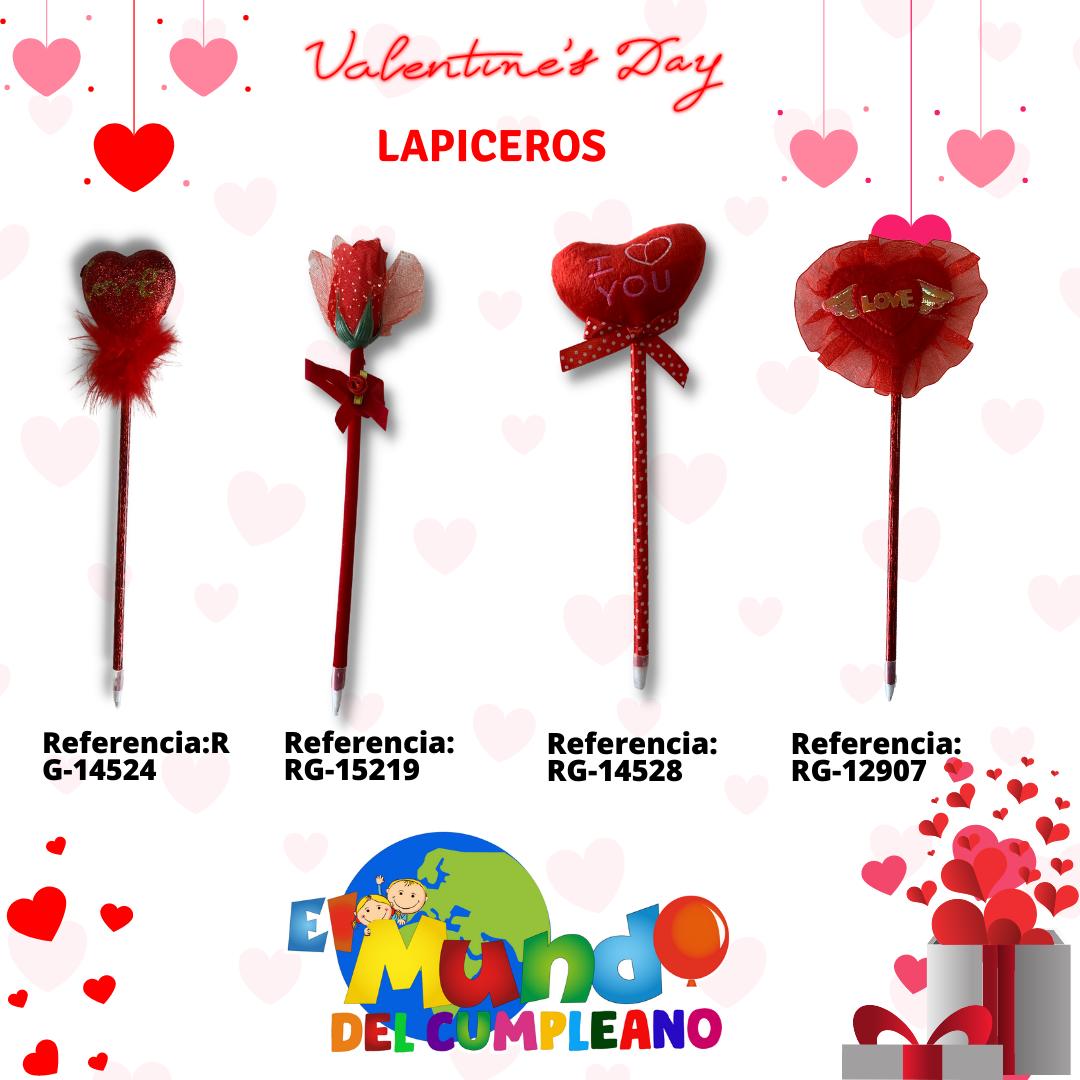 Valentine's Day
LAPICEROS
Love
I
YOU
LOVE
Referencia:R
G-14524
Referencia:
RG-15219
Referencia:
RG-14528
Referencia:
RG-12907
El Mundo
DEL CUMPLEANO